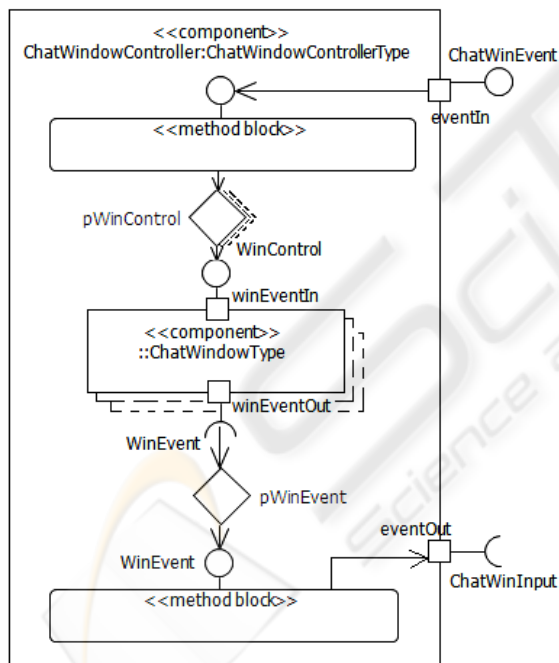 <<component>>
ChatWindowController:ChatWindowControllerType
ChatWinEvent
eventIn
<<method block>>
pWinControl
WinControl
winEventIn
<<component>>
::ChatWindowType
winEventOut
WinEvent
pWinEvent
eventOut
WinEvent
ChatWinInput
<<method block>>
Science a